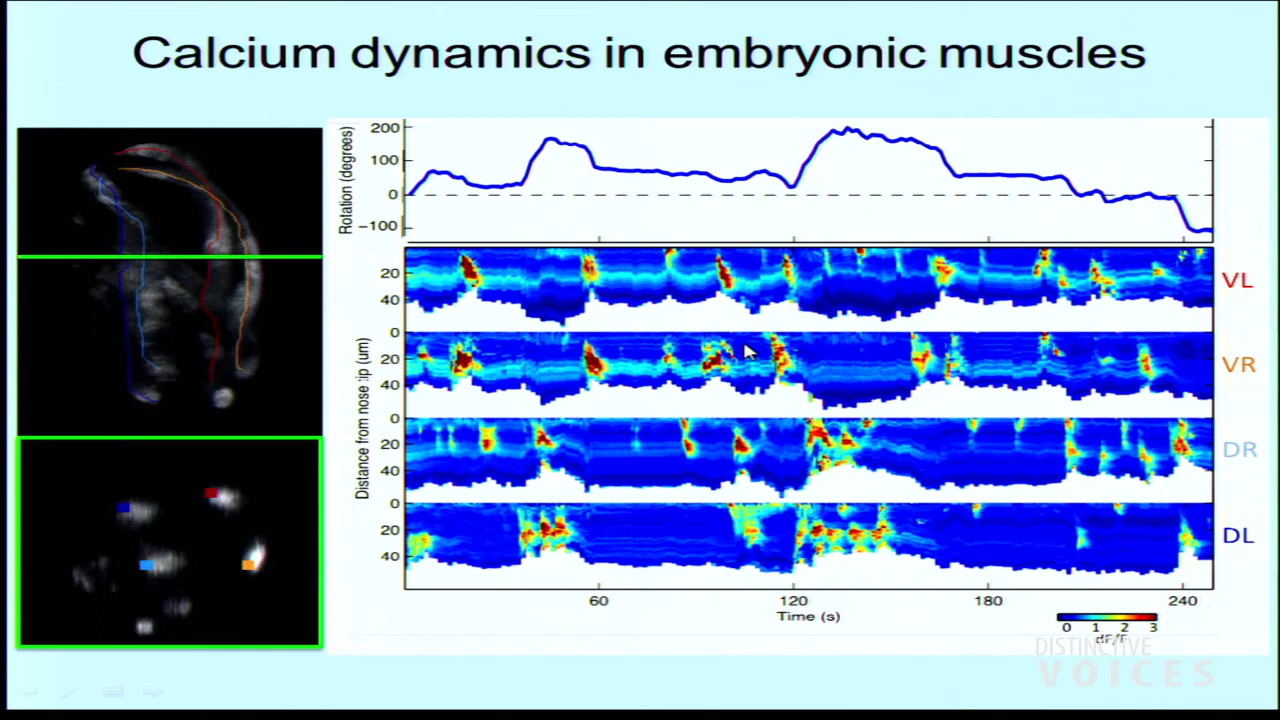 Calcium dynamics in embryonic muscles
Rotation (degrees)
200
100
0
−100
Distance from nose tip (um)
20
40
VL
0
20
40
VR
0
20
40
DR
0
20
40
DL
60
120
180
240
Time (s)
0 1 2 3
dF/F
DISTINCTIVE
VOICES